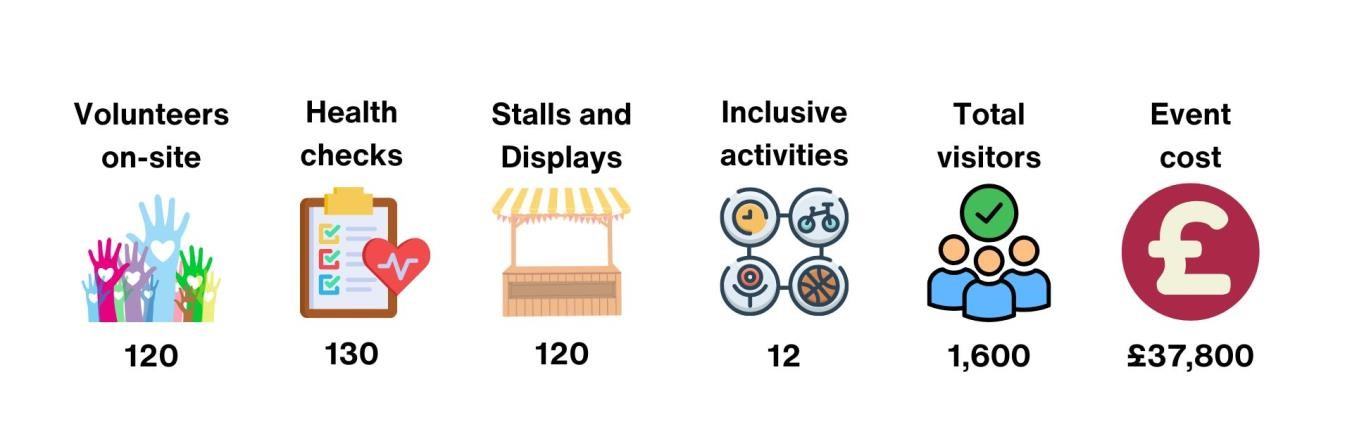 Volunteers
on-site
120
Health
checks
130
Stalls and
Displays
120
Inclusive
activities
12
Total
visitors
1,600
Event
cost
£
£37,800